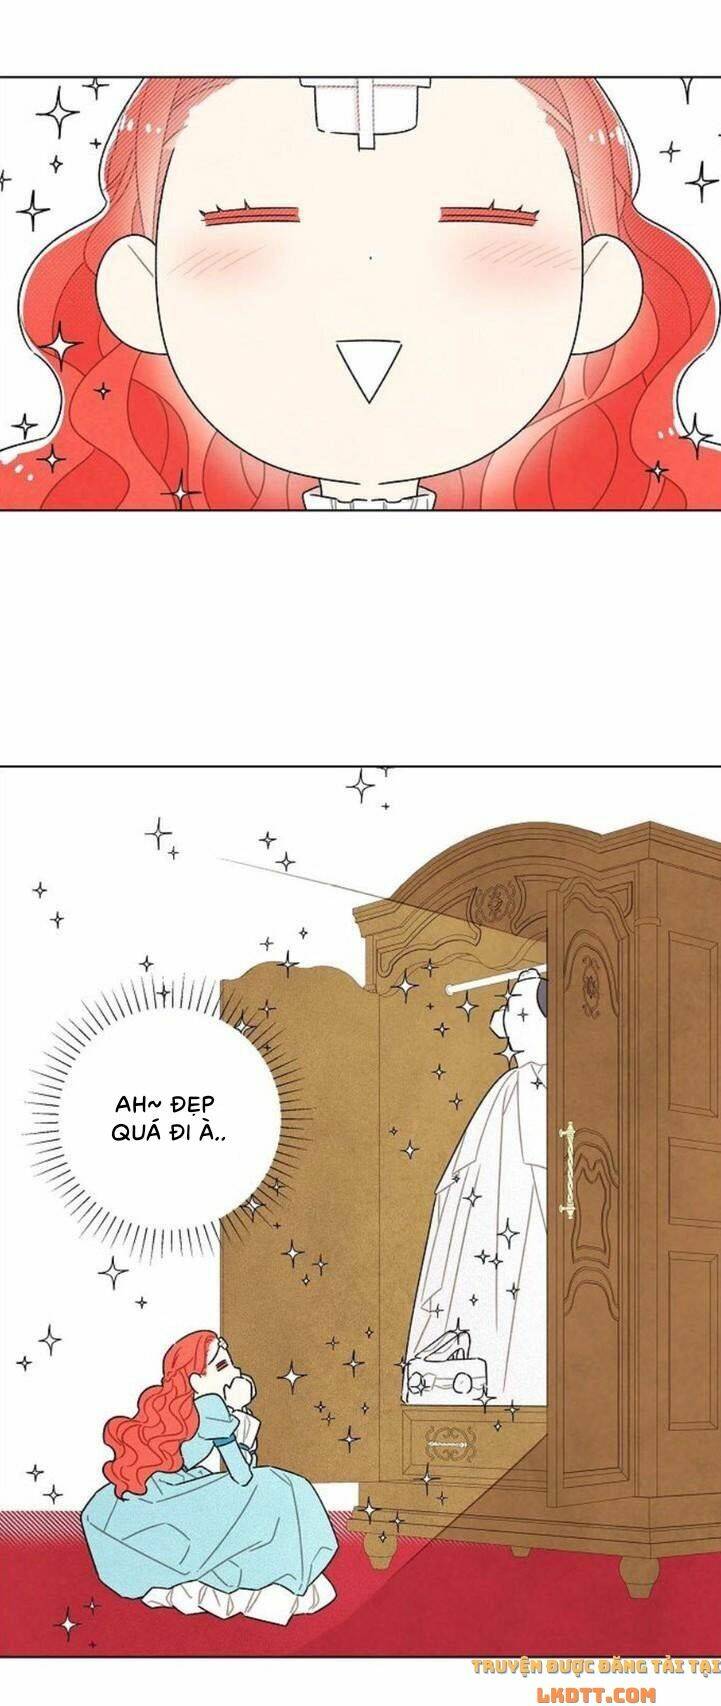 AH~ ĐẸP
QUÁ ĐI À..
TRUYỆN ĐƯỢC ĐĂNG TẢI TẠI
LKDTT.COM